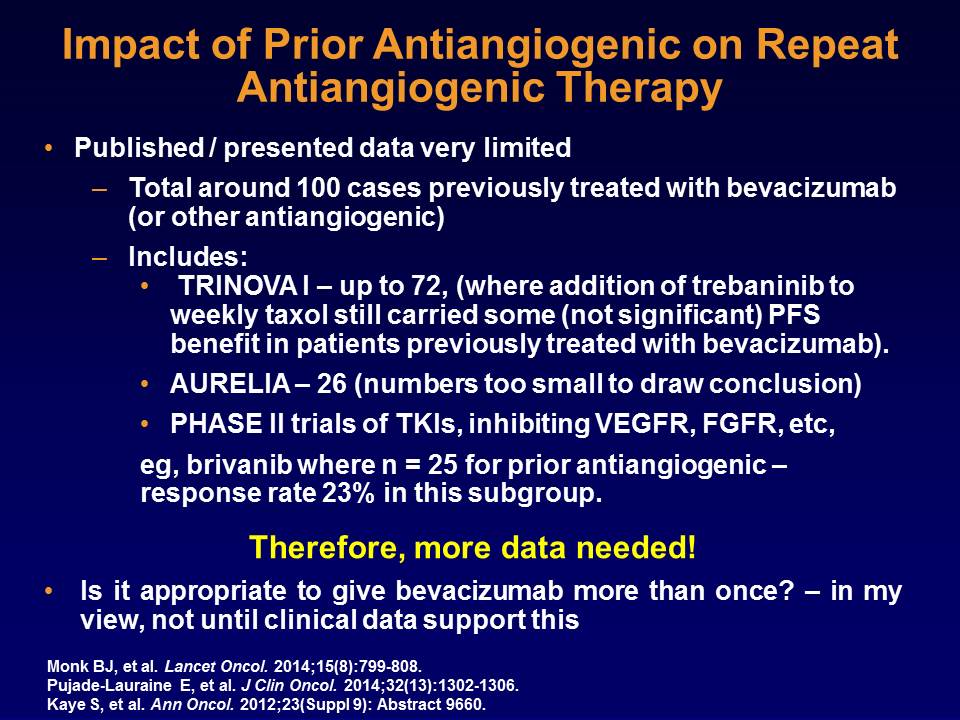 Impact of Prior Antiangiogenic on Repeat
Antiangiogenic Therapy
• Published / presented data very limited
– Total around 100 cases previously treated with bevacizumab
(or other antiangiogenic)
– Includes:
• TRINOVA I – up to 72, (where addition of trebaninib to
weekly taxol still carried some (not significant) PFS
benefit in patients previously treated with bevacizumab).
• AURELIA – 26 (numbers too small to draw conclusion)
• PHASE II trials of TKIs, inhibiting VEGFR, FGFR, etc,
eg, brivanib where n = 25 for prior antiangiogenic –
response rate 23% in this subgroup.
Therefore, more data needed!
• Is it appropriate to give bevacizumab more than once? – in my
view, not until clinical data support this
Monk BJ, et al. Lancet Oncol. 2014;15(8):799-808.
Pujade-Lauraine E, et al. J Clin Oncol. 2014;32(13):1302-1306.
Kaye S, et al. Ann Oncol. 2012;23(Suppl 9): Abstract 9660.